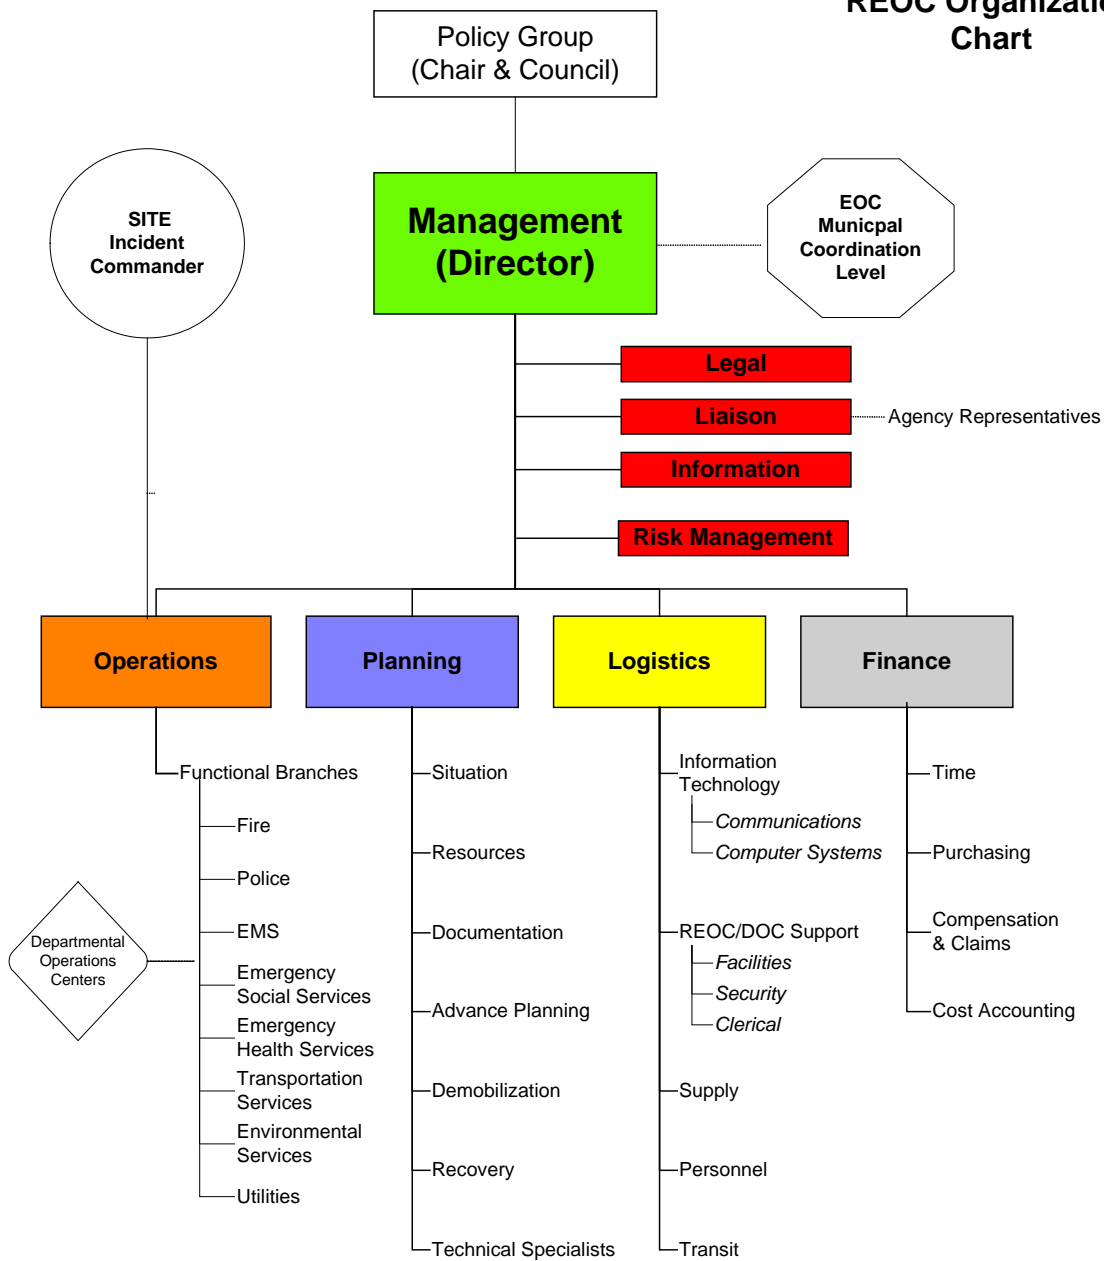 REOC Organizatio
Chart
Policy Group
(Chair & Council)
SITE
Incident
Commander
Management
(Director)
EOC
Municpal
Coordination
Level
Legal
Liaison
Agency Representatives
Information
Risk Management
Operations
Planning
Logistics
Finance
Functional Branches
Fire
Police
EMS
Emergency
Social Services
Emergency
Health Services
Transportation
Services
Environmental
Services
Utilities
Departmental
Operations
Centers
Situation
Resources
Documentation
Advance Planning
Demobilization
Recovery
Technical Specialists
Information
Technology
Communications
Computer Systems
REOC/DOC Support
Facilities
Security
Clerical
Supply
Personnel
Transit
Time
Purchasing
Compensation
& Claims
Cost Accounting